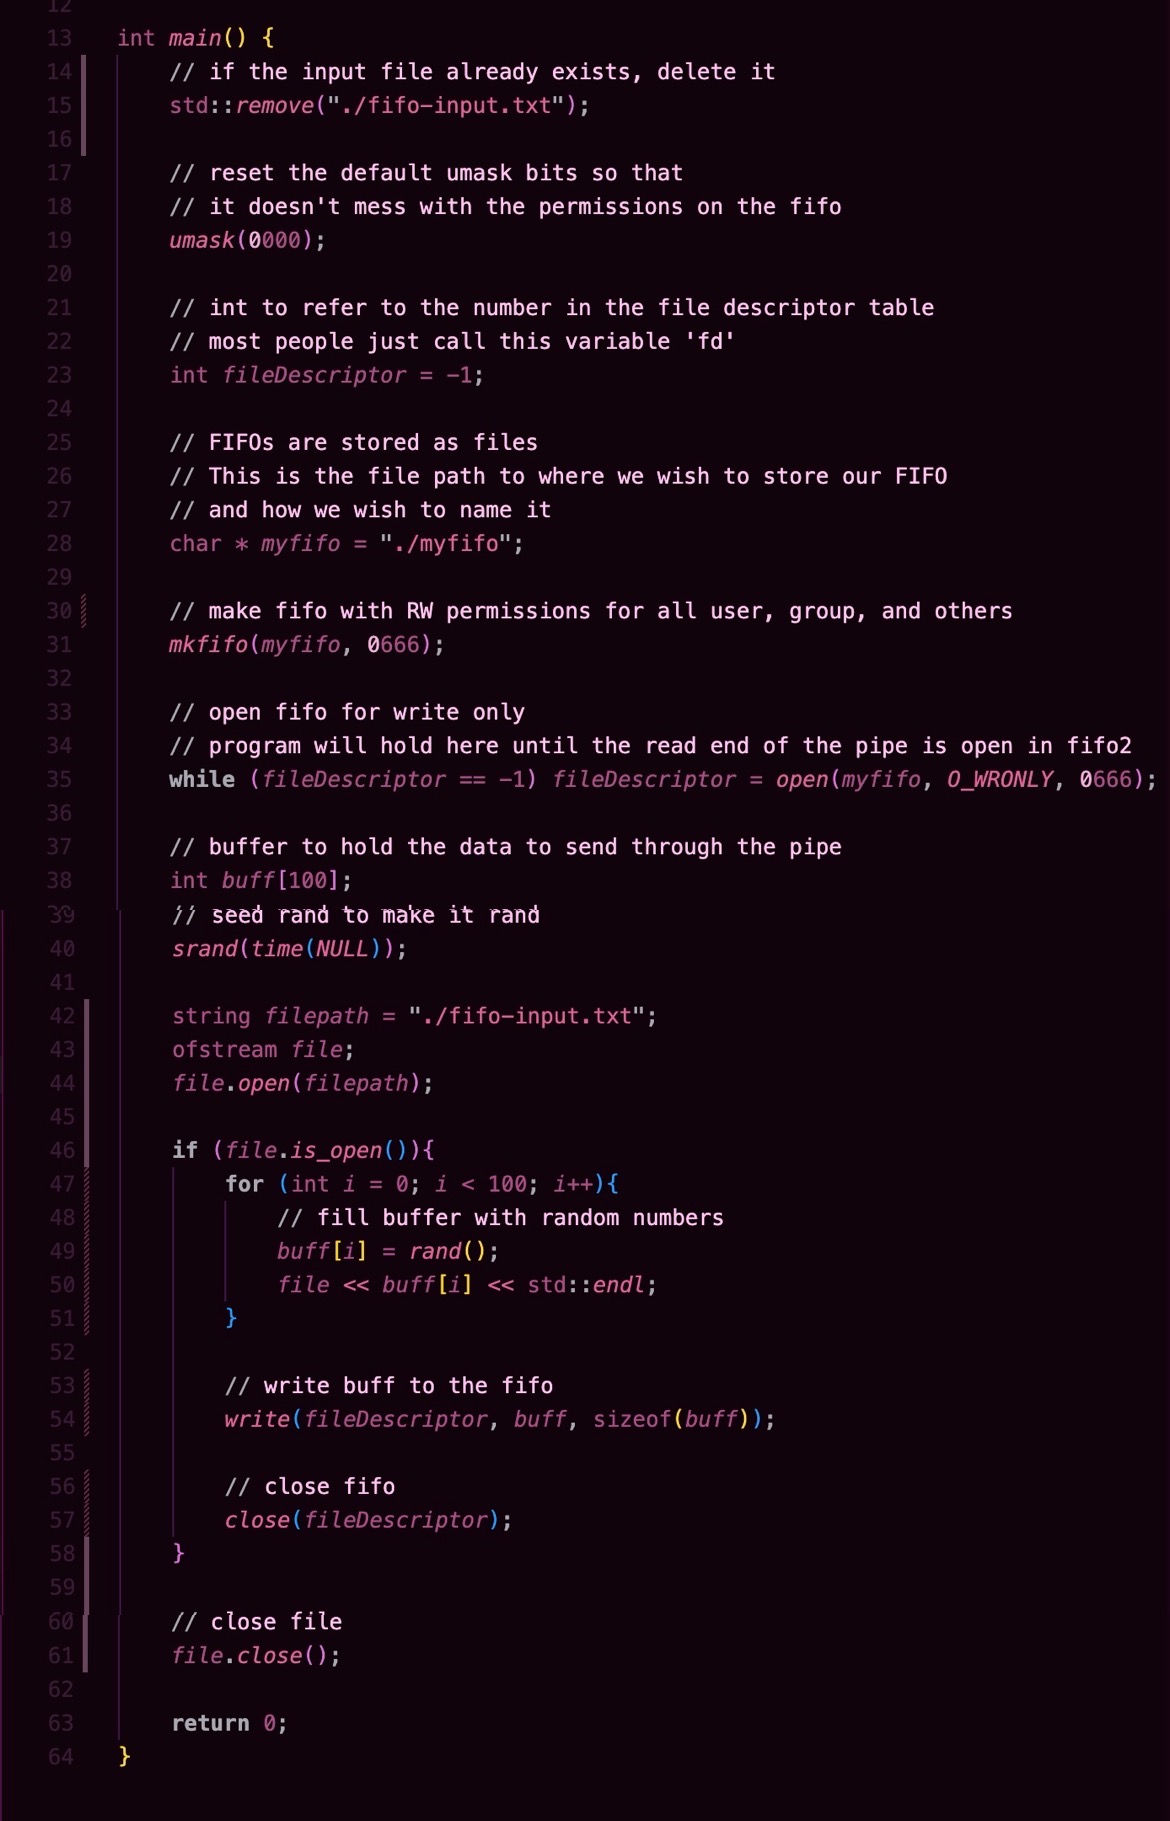 12
13 int main() {
14 // if the input file already exists, delete it
15 std::remove("./fifo-input.txt");
16
17 // reset the default umask bits so that
18 // it doesn't mess with the permissions on the fifo
19 umask(0000);
20
21 // int to refer to the number in the file descriptor table
22 // most people just call this variable 'fd'
23 int fileDescriptor = -1;
24
25 // FIFOs are stored as files
26 // This is the file path to where we wish to store our FIFO
27 // and how we wish to name it
28 char * myfifo = "./myfifo";
29
30 // make fifo with RW permissions for all user, group, and others
31 mkfifo(myfifo, 0666);
32
33 // open fifo for write only
34 // program will hold here until the read end of the pipe is open in fifo2
35 while (fileDescriptor == -1) fileDescriptor = open(myfifo, O_WRONLY, 0666);
36
37 // buffer to hold the data to send through the pipe
38 int buff[100];
39 // seed rand to make it rand
40 srand(time(NULL));
41
42 string filepath = "./fifo-input.txt";
43 ofstream file;
44 file.open(filepath);
45
46 if (file.is_open()){
47 for (int i = 0; i < 100; i++){
48 // fill buffer with random numbers
49 buff[i] = rand();
50 file << buff[i] << std::endl;
51 }
52
53 // write buff to the fifo
54 write(fileDescriptor, buff, sizeof(buff));
55
56 // close fifo
57 close(fileDescriptor);
58 }
59
60 // close file
61 file.close();
62
63 return 0;
64 }